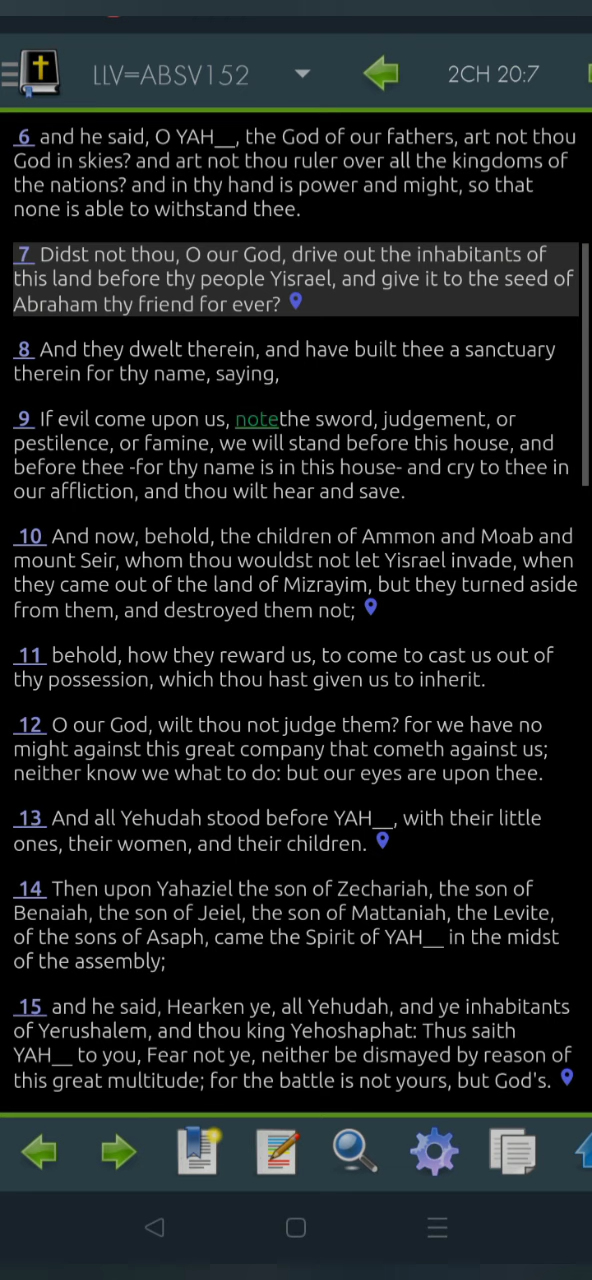 LLV=ABSV152
2CH 20:7
6 and he said, O YAH__, the God of our fathers, art not thou
God in skies? and art not thou ruler over all the kingdoms of
the nations? and in thy hand is power and might, so that
none is able to withstand thee.
7 Didst not thou, O our God, drive out the inhabitants of
this land before thy people Yisrael, and give it to the seed of
Abraham thy friend for ever?
8 And they dwelt therein, and have built thee a sanctuary
therein for thy name, saying,
9 If evil come upon us, notethe sword, judgement, or
pestilence, or famine, we will stand before this house, and
before thee -for thy name is in this house- and cry to thee in
our affliction, and thou wilt hear and save.
10 And now, behold, the children of Ammon and Moab and
mount Seir, whom thou wouldst not let Yisrael invade, when
they came out of the land of Mizrayim, but they turned aside
from them, and destroyed them not;
11 behold, how they reward us, to come to cast us out of
thy possession, which thou hast given us to inherit.
12 O our God, wilt thou not judge them? for we have no
might against this great company that cometh against us;
neither know we what to do: but our eyes are upon thee.
13 And all Yehudah stood before YAH__, with their little
ones, their women, and their children.
14 Then upon Yahaziel the son of Zechariah, the son of
Benaiah, the son of Jeiel, the son of Mattaniah, the Levite,
of the sons of Asaph, came the Spirit of YAH__ in the midst
of the assembly;
15 and he said, Hearken ye, all Yehudah, and ye inhabitants
of Yerushalem, and thou king Yehoshaphat: Thus saith
YAH__ to you, Fear not ye, neither be dismayed by reason of
this great multitude; for the battle is not yours, but God's.